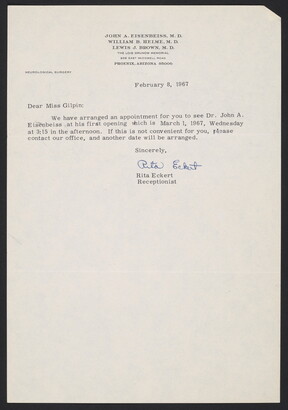 JOHN A. EISENBEISS, M.D.
WILLIAM R. HELME, M.D.
LEWIS J. BROWN, M.D.
PHOENIX, ARIZONA 85006
NEUROLOGICAL SURGERY
February 8, 1967
Dear Miss Gilpin:
We have arranged an appointment for you to see Dr. John A.
Eisenbeiss at his first opening which is March 1, 1967, Wednesday
at 3:15 in the afternoon. If this is not convenient for you, please
contact our office, and another date will be arranged.
Sincerely,
Rita Eckert
Rita Eckert
Receptionist